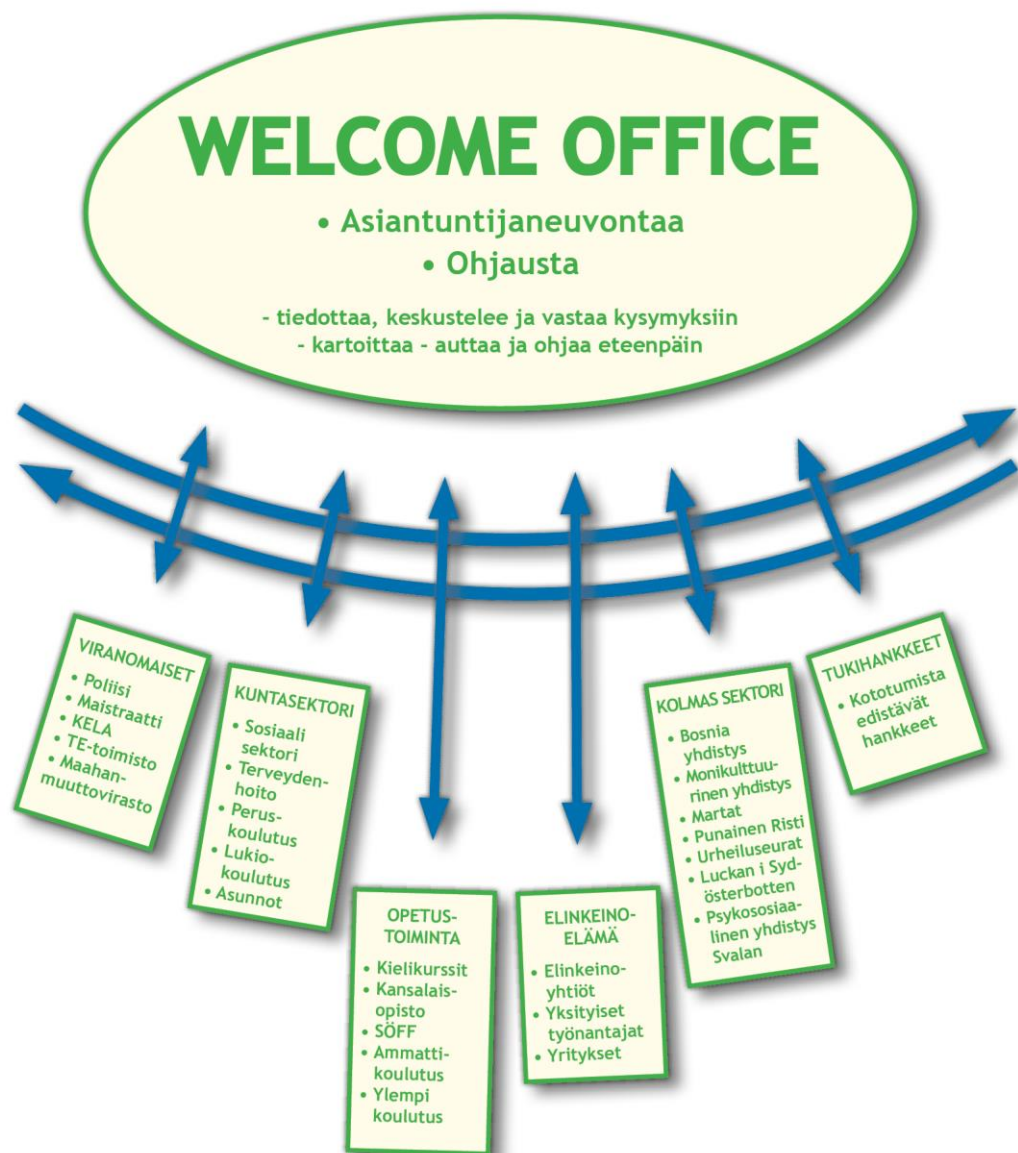 WELCOME OFFICE
• Asiantuntijaneuvontaa
• Ohjausta
- tiedottaa, keskustelee ja vastaa kysymyksiin
- kartoittaa - auttaa ja ohjaa eteenpäin
VIRANOMAISET
• Poliisi
• Maistraatti
• KELA
• TE-toimisto
• Maahan-
muuttovirasto
KUNTASEKTORI
• Sosiaali
sektori
• Terveyden-
hoito
• Perus-
koulutus
• Lukio-
koulutus
• Asunnot
OPETUS-
TOIMINTA
• Kielikurssit
• Kansalais-
opisto
• SÖFF
• Ammatti-
koulutus
• Ylempi
koulutus
ELINKEINO-
ELÄMÄ
• Elinkeino-
yhtiöt
• Yksityiset
työnantajat
• Yritykset
KOLMAS SEKTORI
• Bosnia
yhdistys
• Monikulttuu-
rinen yhdistys
• Martat
• Punainen Risti
• Urheiluseurat
• Luckan i Syd-
österbotten
• Psykososiaa-
linen yhdistys
Svalan
TUKIHANKKEET
• Kototumista
edistävät
hankkeet